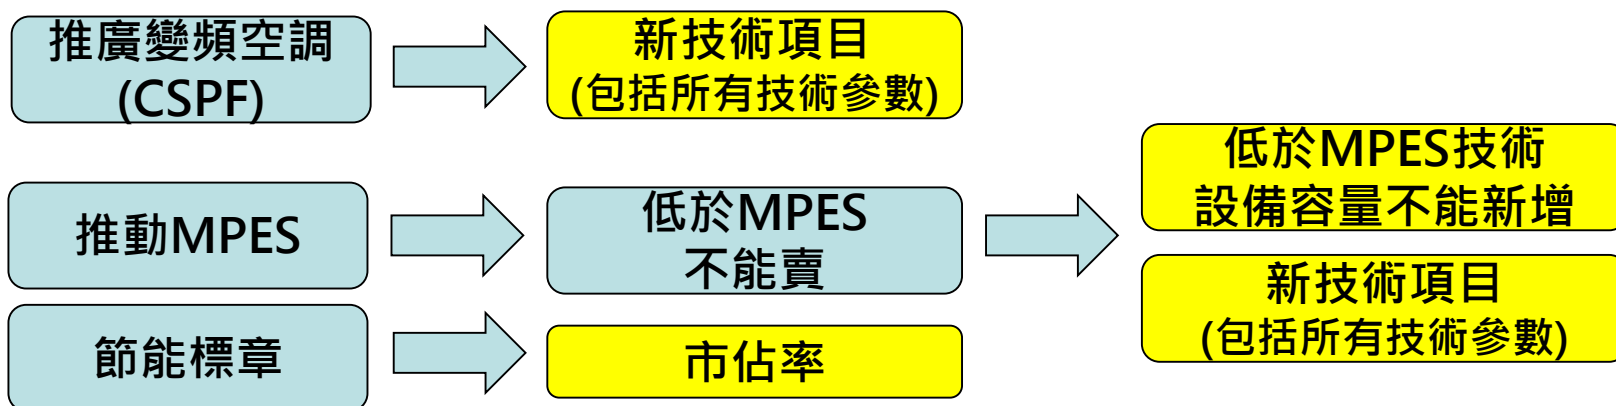 推廣變頻空調
(CSPF)
新技術項目
(包括所有技術參數)
推動MPES
低於MPES
不能賣
低於MPES技術
設備容量不能新增
新技術項目
(包括所有技術參數)
節能標章
市佔率